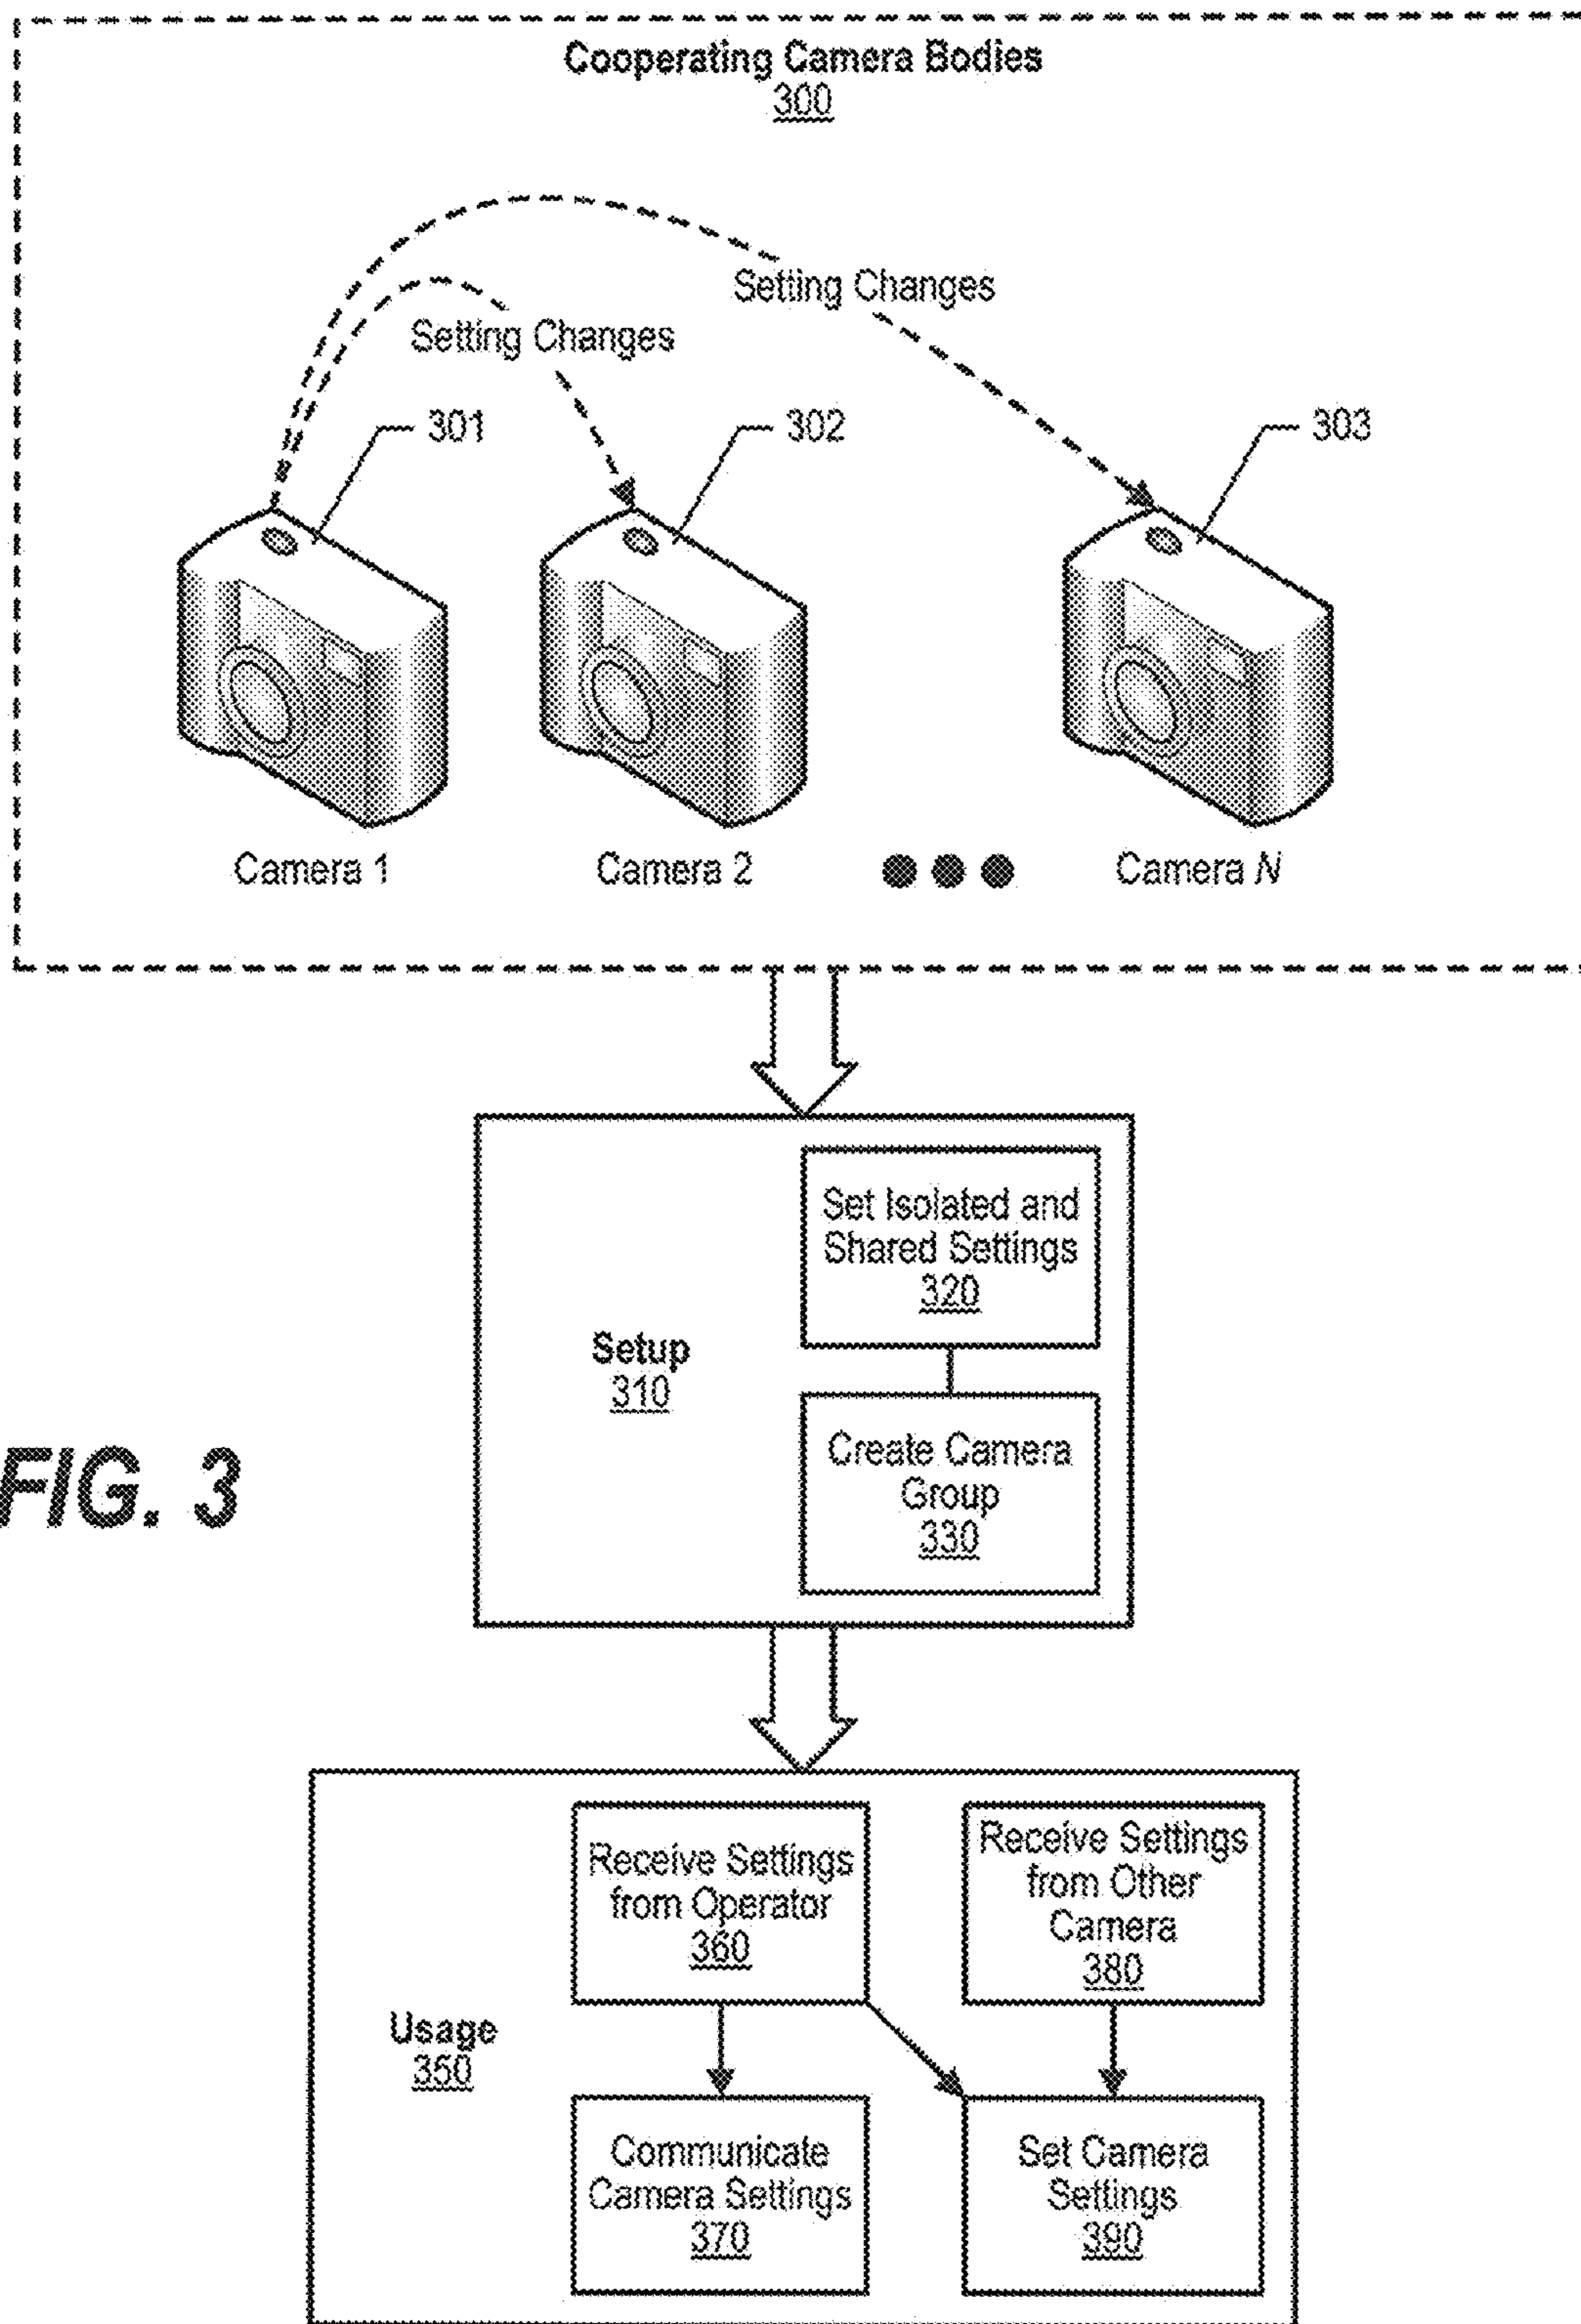 Cooperating Camera Bodies
300
Setting Changes
Setting Changes
301
302
303
Camera 1
Camera 2
Camera N
Set Isolated and
Shared Settings
320
Setup
310
Create Camera
Group
330
FIG. 3
Receive Settings
from Operator
360
Receive Settings
from Other
Camera
380
Usage
350
Communicate
Camera Settings
370
Set Camera
Settings
390